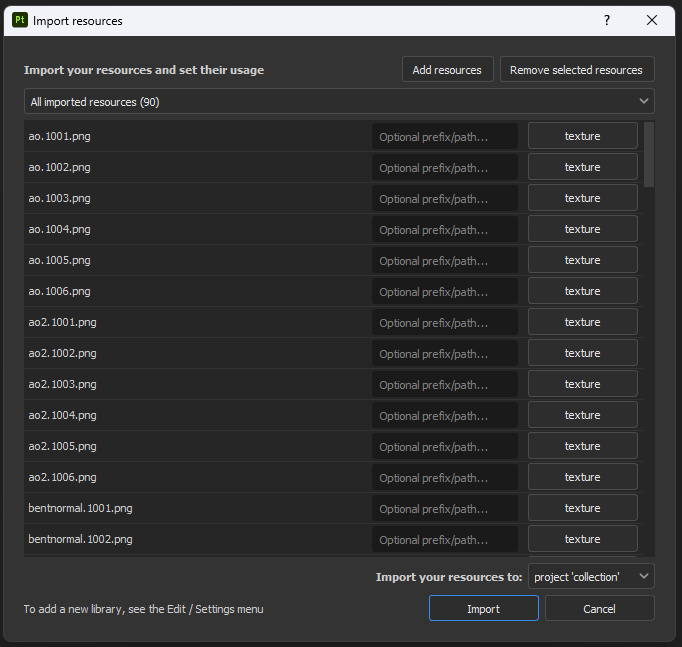 Pt Import resources ?
Import your resources and set their usage Add resources Remove selected resources
All imported resources (90)
ao.1001.png Optional prefix/path... texture
ao.1002.png Optional prefix/path... texture
ao.1003.png Optional prefix/path... texture
ao.1004.png Optional prefix/path... texture
ao.1005.png Optional prefix/path... texture
ao.1006.png Optional prefix/path... texture
ao2.1001.png Optional prefix/path... texture
ao2.1002.png Optional prefix/path... texture
ao2.1003.png Optional prefix/path... texture
ao2.1004.png Optional prefix/path... texture
ao2.1005.png Optional prefix/path... texture
ao2.1006.png Optional prefix/path... texture
bentnormal.1001.png Optional prefix/path... texture
bentnormal.1002.png Optional prefix/path... texture
Import your resources to: project 'collection'
To add a new library, see the Edit / Settings menu Import Cancel